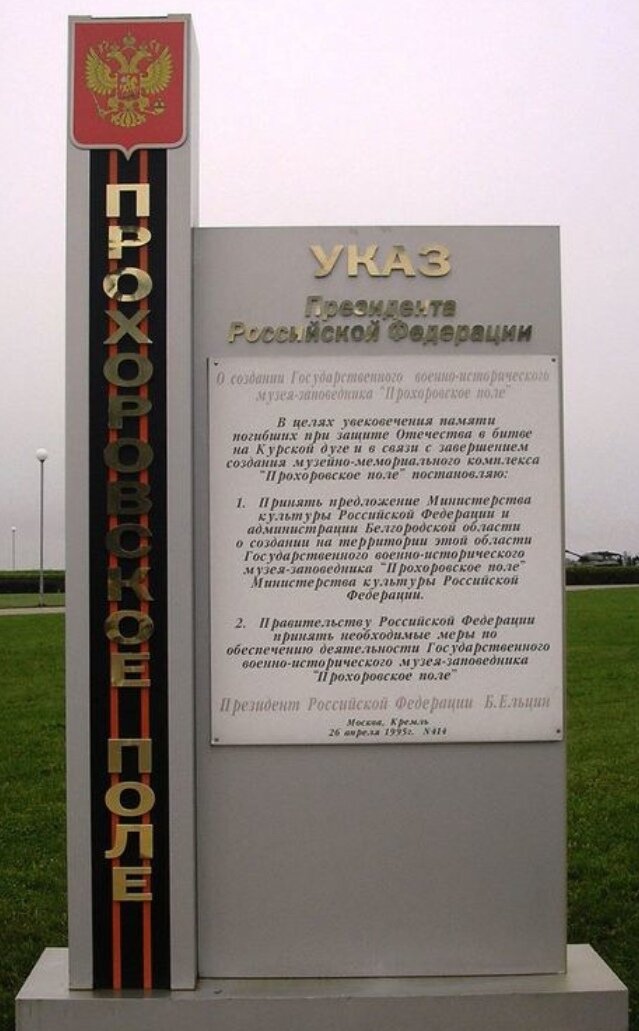 ПРОХОРОВСКОЕ ПОЛЕ
УКАЗ
Президента
Российской Федерации
О создании Государственного военно-исторического
музея-заповедника "Прохоровское поле"
В целях увековечения памяти
погибших при защите Отечества в битве
на Курской дуге и в связи с завершением
создания музейно-мемориального комплекса
"Прохоровское поле" постановляю:
1. Принять предложение Министерства
культуры Российской Федерации и
администрации Белгородской области
о создании на территории этой области
Государственного военно-исторического
музея-заповедника "Прохоровское поле"
Министерства культуры Российской
Федерации.
2. Правительству Российской Федерации
принять необходимые меры по
обеспечению деятельности Государственного
военно-исторического музея-заповедника
"Прохоровское поле"
Президент Российской Федерации Б.Ельцин
Москва, Кремль
26 апреля 1995г. N414